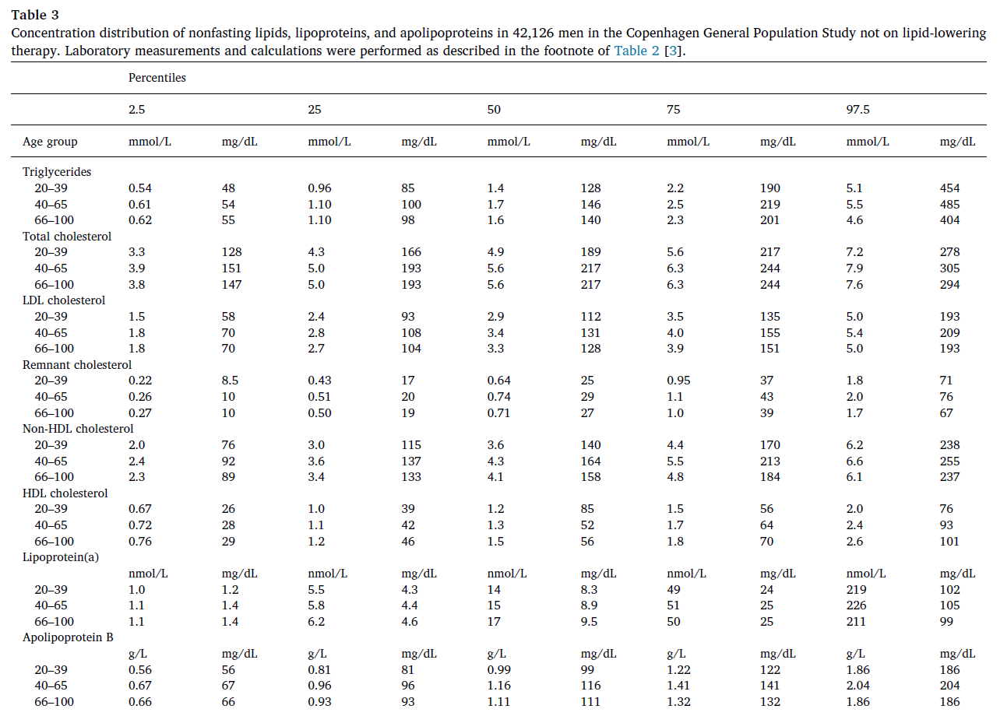 Table 3
Concentration distribution of nonfasting lipids, lipoproteins, and apolipoproteins in 42,126 men in the Copenhagen General Population Study not on lipid-lowering
therapy. Laboratory measurements and calculations were performed as described in the footnote of Table 2 [3].
Percentiles
2.5 25 50 75 97.5
Age group mmol/L mg/dL mmol/L mg/dL mmol/L mg/dL mmol/L mg/dL mmol/L mg/dL
Triglycerides
20–39 0.54 48 0.96 85 1.4 128 2.2 190 5.1 454
40–65 0.61 54 1.10 100 1.7 146 2.5 219 5.5 485
66–100 0.62 55 1.10 98 1.6 140 2.3 201 4.6 404
Total cholesterol
20–39 3.3 128 4.3 166 4.9 189 5.6 217 7.2 278
40–65 3.9 151 5.0 193 5.6 217 6.3 244 7.9 305
66–100 3.8 147 5.0 193 5.6 217 6.3 244 7.6 294
LDL cholesterol
20–39 1.5 58 2.4 93 2.9 112 3.5 135 5.0 193
40–65 1.8 70 2.8 108 3.4 131 4.0 155 5.4 209
66–100 1.8 70 2.7 104 3.3 128 3.9 151 5.0 193
Remnant cholesterol
20–39 0.22 8.5 0.43 17 0.64 25 0.95 37 1.8 71
40–65 0.26 10 0.51 20 0.74 29 1.1 43 2.0 76
66–100 0.27 10 0.50 19 0.71 27 1.0 39 1.7 67
Non-HDL cholesterol
20–39 2.0 76 3.0 115 3.6 140 4.4 170 6.2 238
40–65 2.4 92 3.6 137 4.3 164 5.5 213 6.6 255
66–100 2.3 89 3.4 133 4.1 158 4.8 184 6.1 237
HDL cholesterol
20–39 0.67 26 1.0 39 1.2 85 1.5 56 2.0 76
40–65 0.72 28 1.1 42 1.3 52 1.7 64 2.4 93
66–100 0.76 29 1.2 46 1.5 56 1.8 70 2.6 101
Lipoprotein(a)
nmol/L mg/dL nmol/L mg/dL nmol/L mg/dL nmol/L mg/dL nmol/L mg/dL
20–39 1.0 1.2 5.5 4.3 14 8.3 49 24 219 102
40–65 1.1 1.4 5.8 4.4 15 8.9 51 25 226 105
66–100 1.1 1.4 6.2 4.6 17 9.5 50 25 211 99
Apolipoprotein B
g/L mg/dL g/L mg/dL g/L mg/dL g/L mg/dL g/L mg/dL
20–39 0.56 56 0.81 81 0.99 99 1.22 122 1.86 186
40–65 0.67 67 0.96 96 1.16 116 1.41 141 2.04 204
66–100 0.66 66 0.93 93 1.11 111 1.32 132 1.86 186